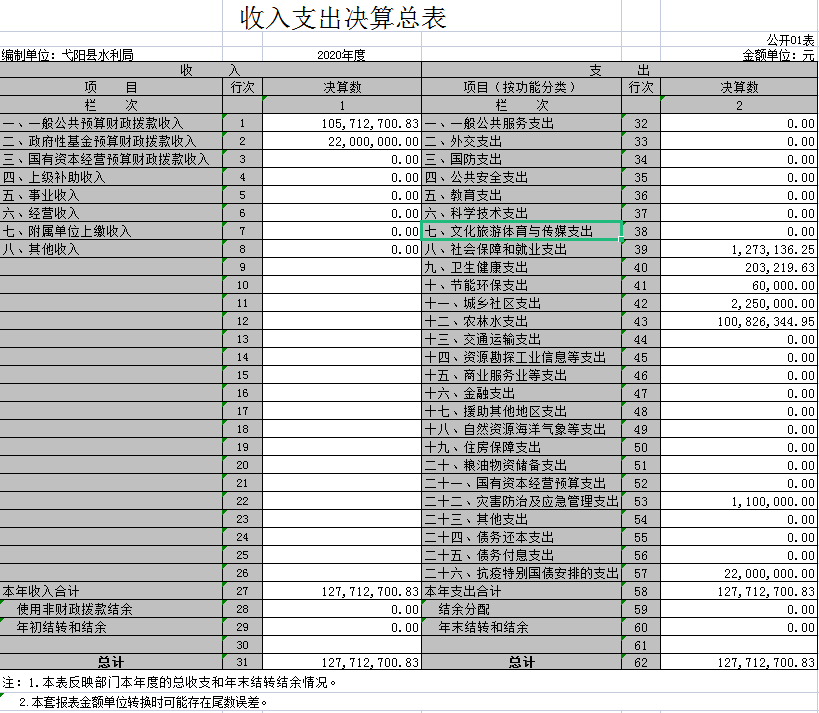 收入支出决算总表
公开01表
编制单位：弋阳县水利局 2020年度 金额单位：元
收 入 支 出
项 目 行次 决算数 项目（按功能分类） 行次 决算数
栏 次 1 栏 次 2
一、一般公共预算财政拨款收入 1 105,712,700.83 一、一般公共服务支出 32 0.00
二、政府性基金预算财政拨款收入 2 22,000,000.00 二、外交支出 33 0.00
三、国有资本经营预算财政拨款收入 3 0.00 三、国防支出 34 0.00
四、上级补助收入 4 0.00 四、公共安全支出 35 0.00
五、事业收入 5 0.00 五、教育支出 36 0.00
六、经营收入 6 0.00 六、科学技术支出 37 0.00
七、附属单位上缴收入 7 0.00 七、文化旅游体育与传媒支出 38 0.00
八、其他收入 8 0.00 八、社会保障和就业支出 39 1,273,136.25
9 九、卫生健康支出 40 203,219.63
10 十、节能环保支出 41 60,000.00
11 十一、城乡社区支出 42 2,250,000.00
12 十二、农林水支出 43 100,826,344.95
13 十三、交通运输支出 44 0.00
14 十四、资源勘探工业信息等支出 45 0.00
15 十五、商业服务业等支出 46 0.00
16 十六、金融支出 47 0.00
17 十七、援助其他地区支出 48 0.00
18 十八、自然资源海洋气象等支出 49 0.00
19 十九、住房保障支出 50 0.00
20 二十、粮油物资储备支出 51 0.00
21 二十一、国有资本经营预算支出 52 0.00
22 二十二、灾害防治及应急管理支出 53 1,100,000.00
23 二十三、其他支出 54 0.00
24 二十四、债务还本支出 55 0.00
25 二十五、债务付息支出 56 0.00
26 二十六、抗疫特别国债安排的支出 57 22,000,000.00
本年收入合计 27 127,712,700.83 本年支出合计 58 127,712,700.83
使用非财政拨款结余 28 0.00 结余分配 59 0.00
年初结转和结余 29 0.00 年末结转和结余 60 0.00
30 61
总计 31 127,712,700.83 总计 62 127,712,700.83
注：1.本表反映部门本年度的总收支和年末结转结余情况。
2.本套报表金额单位转换时可能存在尾数误差。